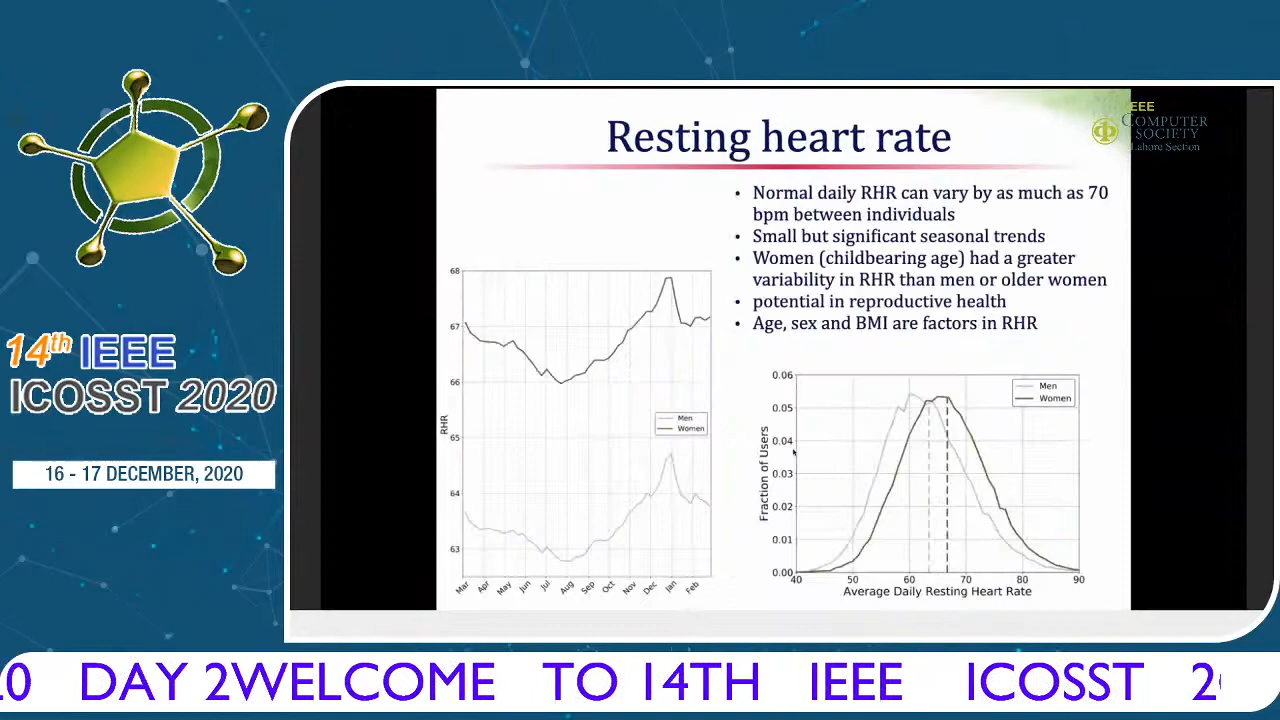 14th IEEE
ICOSST 2020
16 - 17 DECEMBER, 2020
Resting heart rate
EEE
COMPUTER
SOCIETY
Lahore Section
• Normal daily RHR can vary by as much as 70
bpm between individuals
• Small but significant seasonal trends
• Women (childbearing age) had a greater
variability in RHR than men or older women
• potential in reproductive health
• Age, sex and BMI are factors in RHR
68
67
66
65
64
63
RHR
Men
Women
Mar Apr May Jun Jul Aug Sep Oct Nov Dec Jan Feb
0.06
0.05
0.04
0.03
0.02
0.01
0.00
Fraction of Users
Men
Women
40 50 60 70 80 90
Average Daily Resting Heart Rate
20 DAY 2WELCOME TO 14TH IEEE ICOSST 2